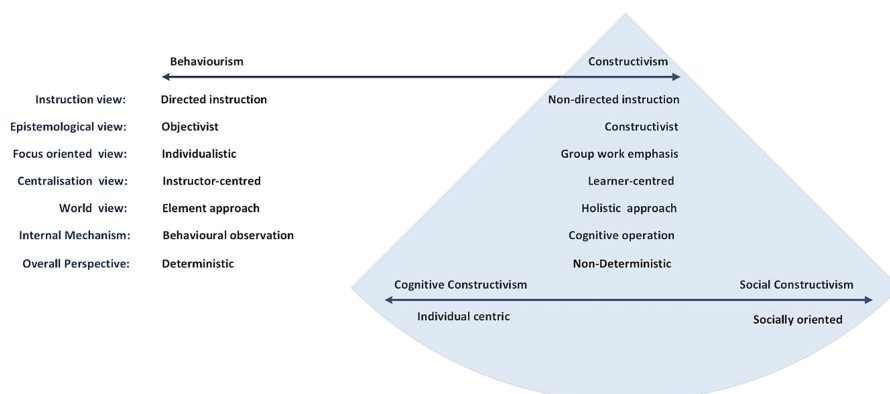 Behaviourism Constructivism
Instruction view: Directed instruction Non-directed instruction
Epistemological view: Objectivist Constructivist
Focus oriented view: Individualistic Group work emphasis
Centralisation view: Instructor-centred Learner-centred
World view: Element approach Holistic approach
Internal Mechanism: Behavioural observation Cognitive operation
Overall Perspective: Deterministic Non-Deterministic
Cognitive Constructivism Social Constructivism
Individual centric Socially oriented